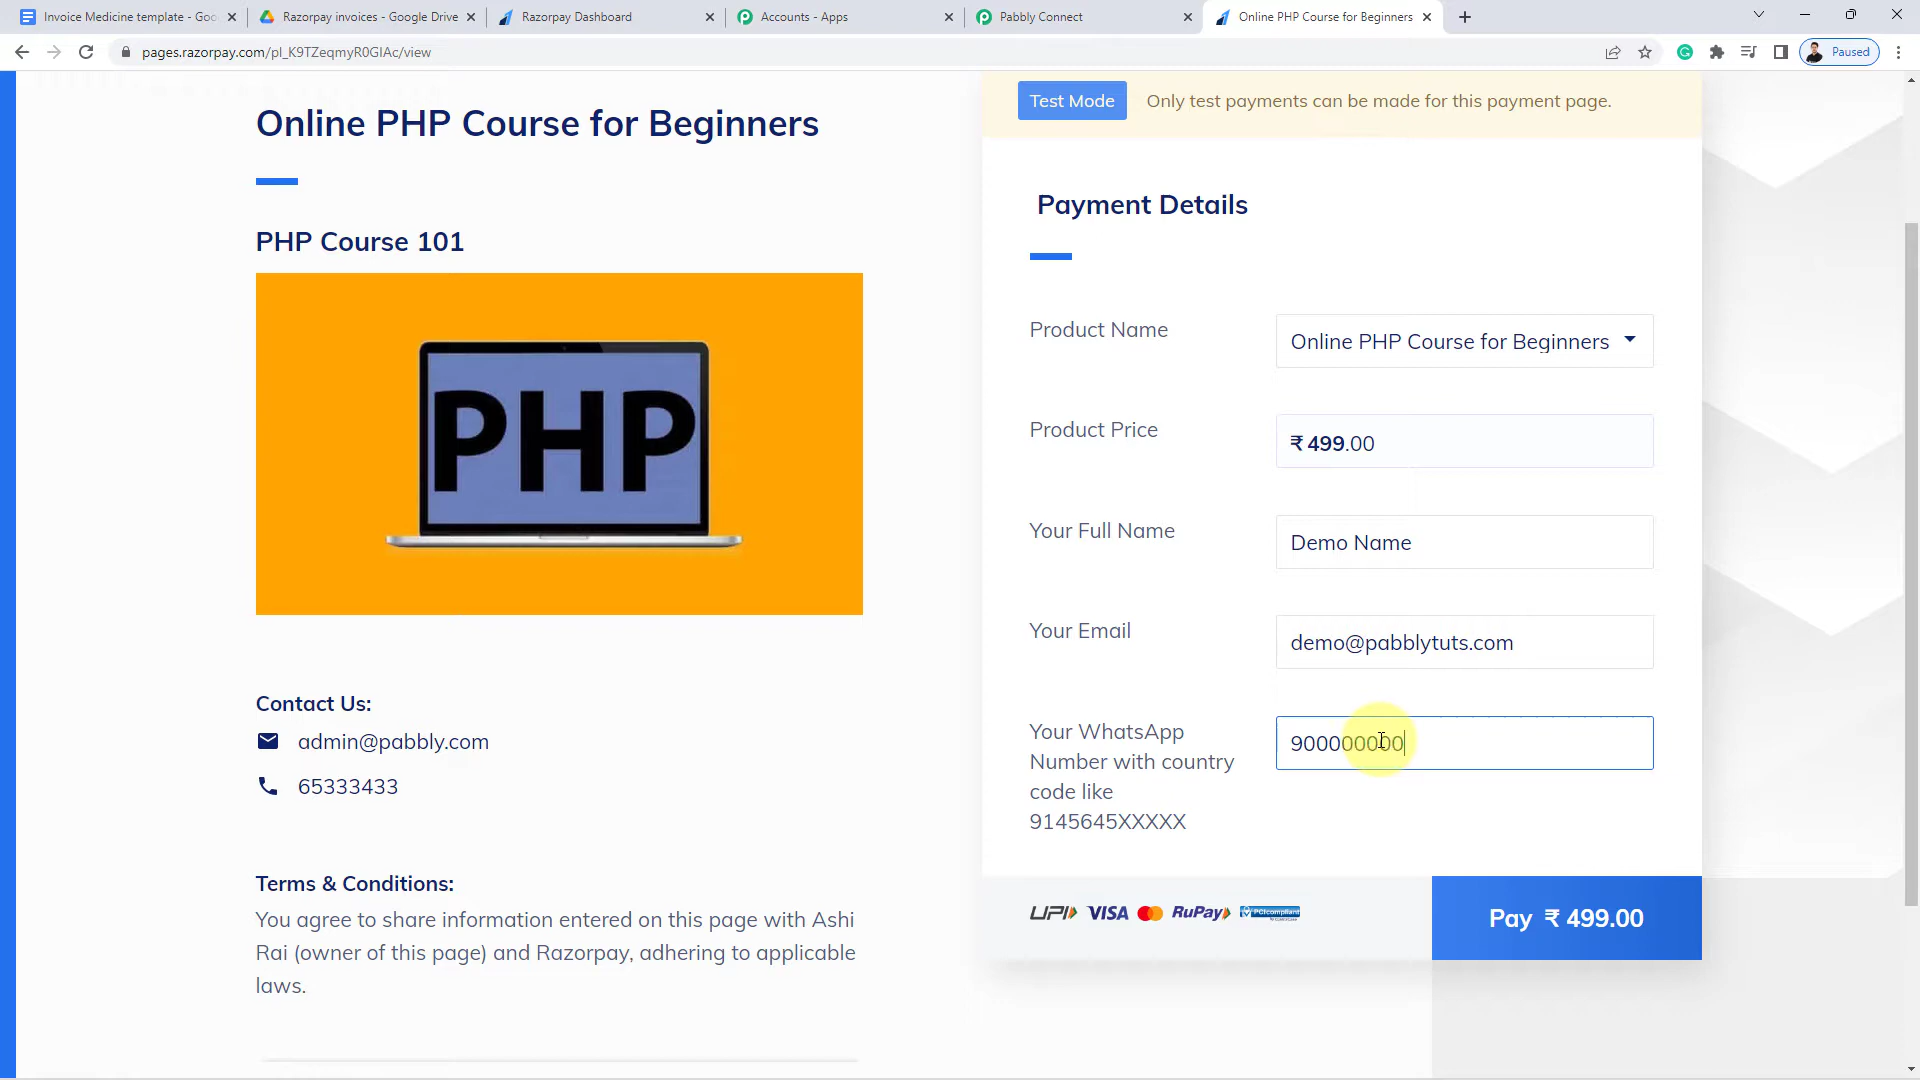 Invoice Medicine template - Goo
Razorpay invoices - Google Drive
Razorpay Dashboard
Accounts - Apps
Pabbly Connect
Online PHP Course for Beginners
pages.razorpay.com/pl_K9TZeqmyR0GIAc/view
Paused
Online PHP Course for Beginners
PHP Course 101
PHP
Contact Us:
admin@pabbly.com
65333433
Terms & Conditions:
You agree to share information entered on this page with Ashi
Rai (owner of this page) and Razorpay, adhering to applicable
laws.
Test Mode
Only test payments can be made for this payment page.
Payment Details
Product Name
Online PHP Course for Beginners
Product Price
₹ 499.00
Your Full Name
Demo Name
Your Email
demo@pabblytuts.com
Your WhatsApp
Number with country
code like
9145645XXXXX
900000000
UPI VISA RuPay PCI compliant
Pay ₹ 499.00